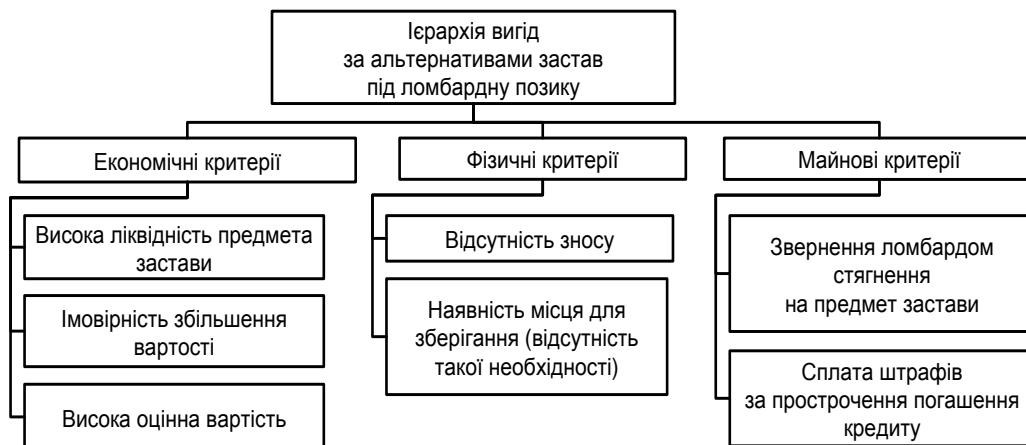 Ієрархія вигід
за альтернативами застав
під ломбардну позику
Економічні критерії
Фізичні критерії
Майнові критерії
Висока ліквідність предмета
застави
Імовірність збільшення
вартості
Висока оцінна вартість
Відсутність зносу
Наявність місця для
зберігання (відсутність
такої необхідності)
Звернення ломбардом
стягнення
на предмет застави
Сплата штрафів
за прострочення погашення
кредиту